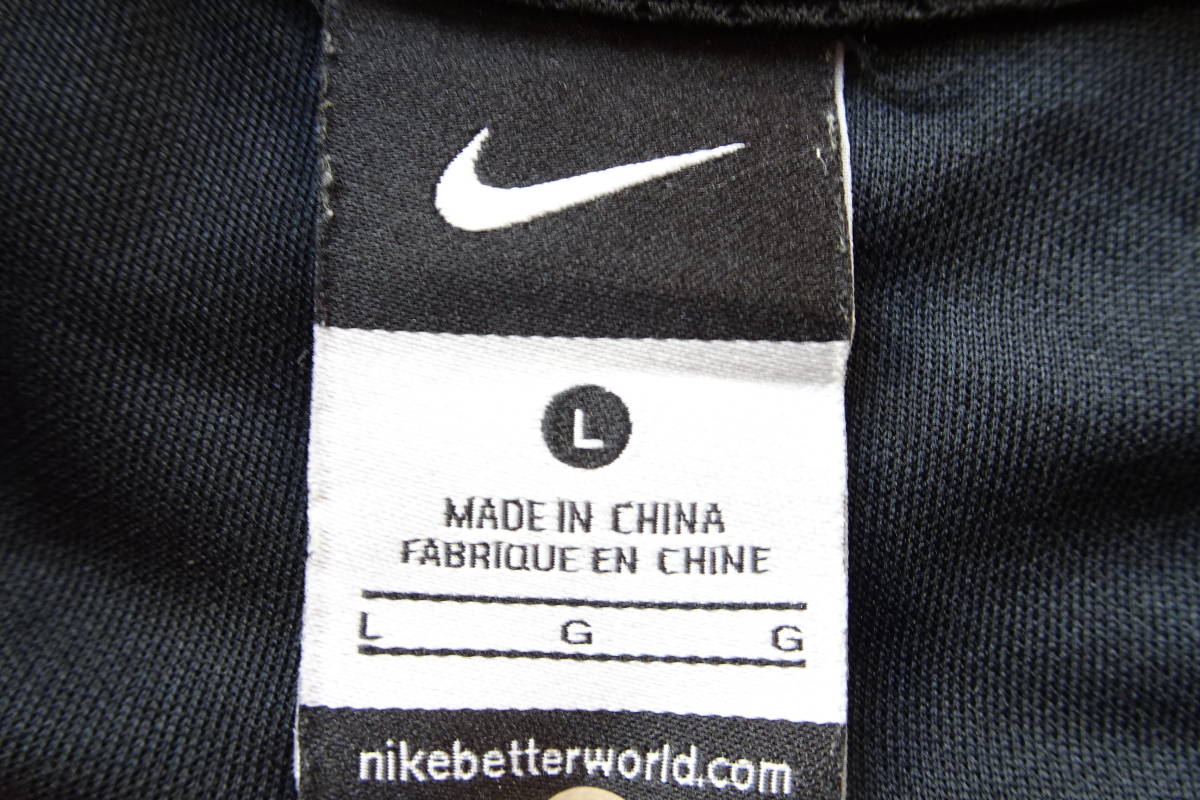 L
MADE IN CHINA
FABRIQUE EN CHINE
L G G
nikebetterworld.com